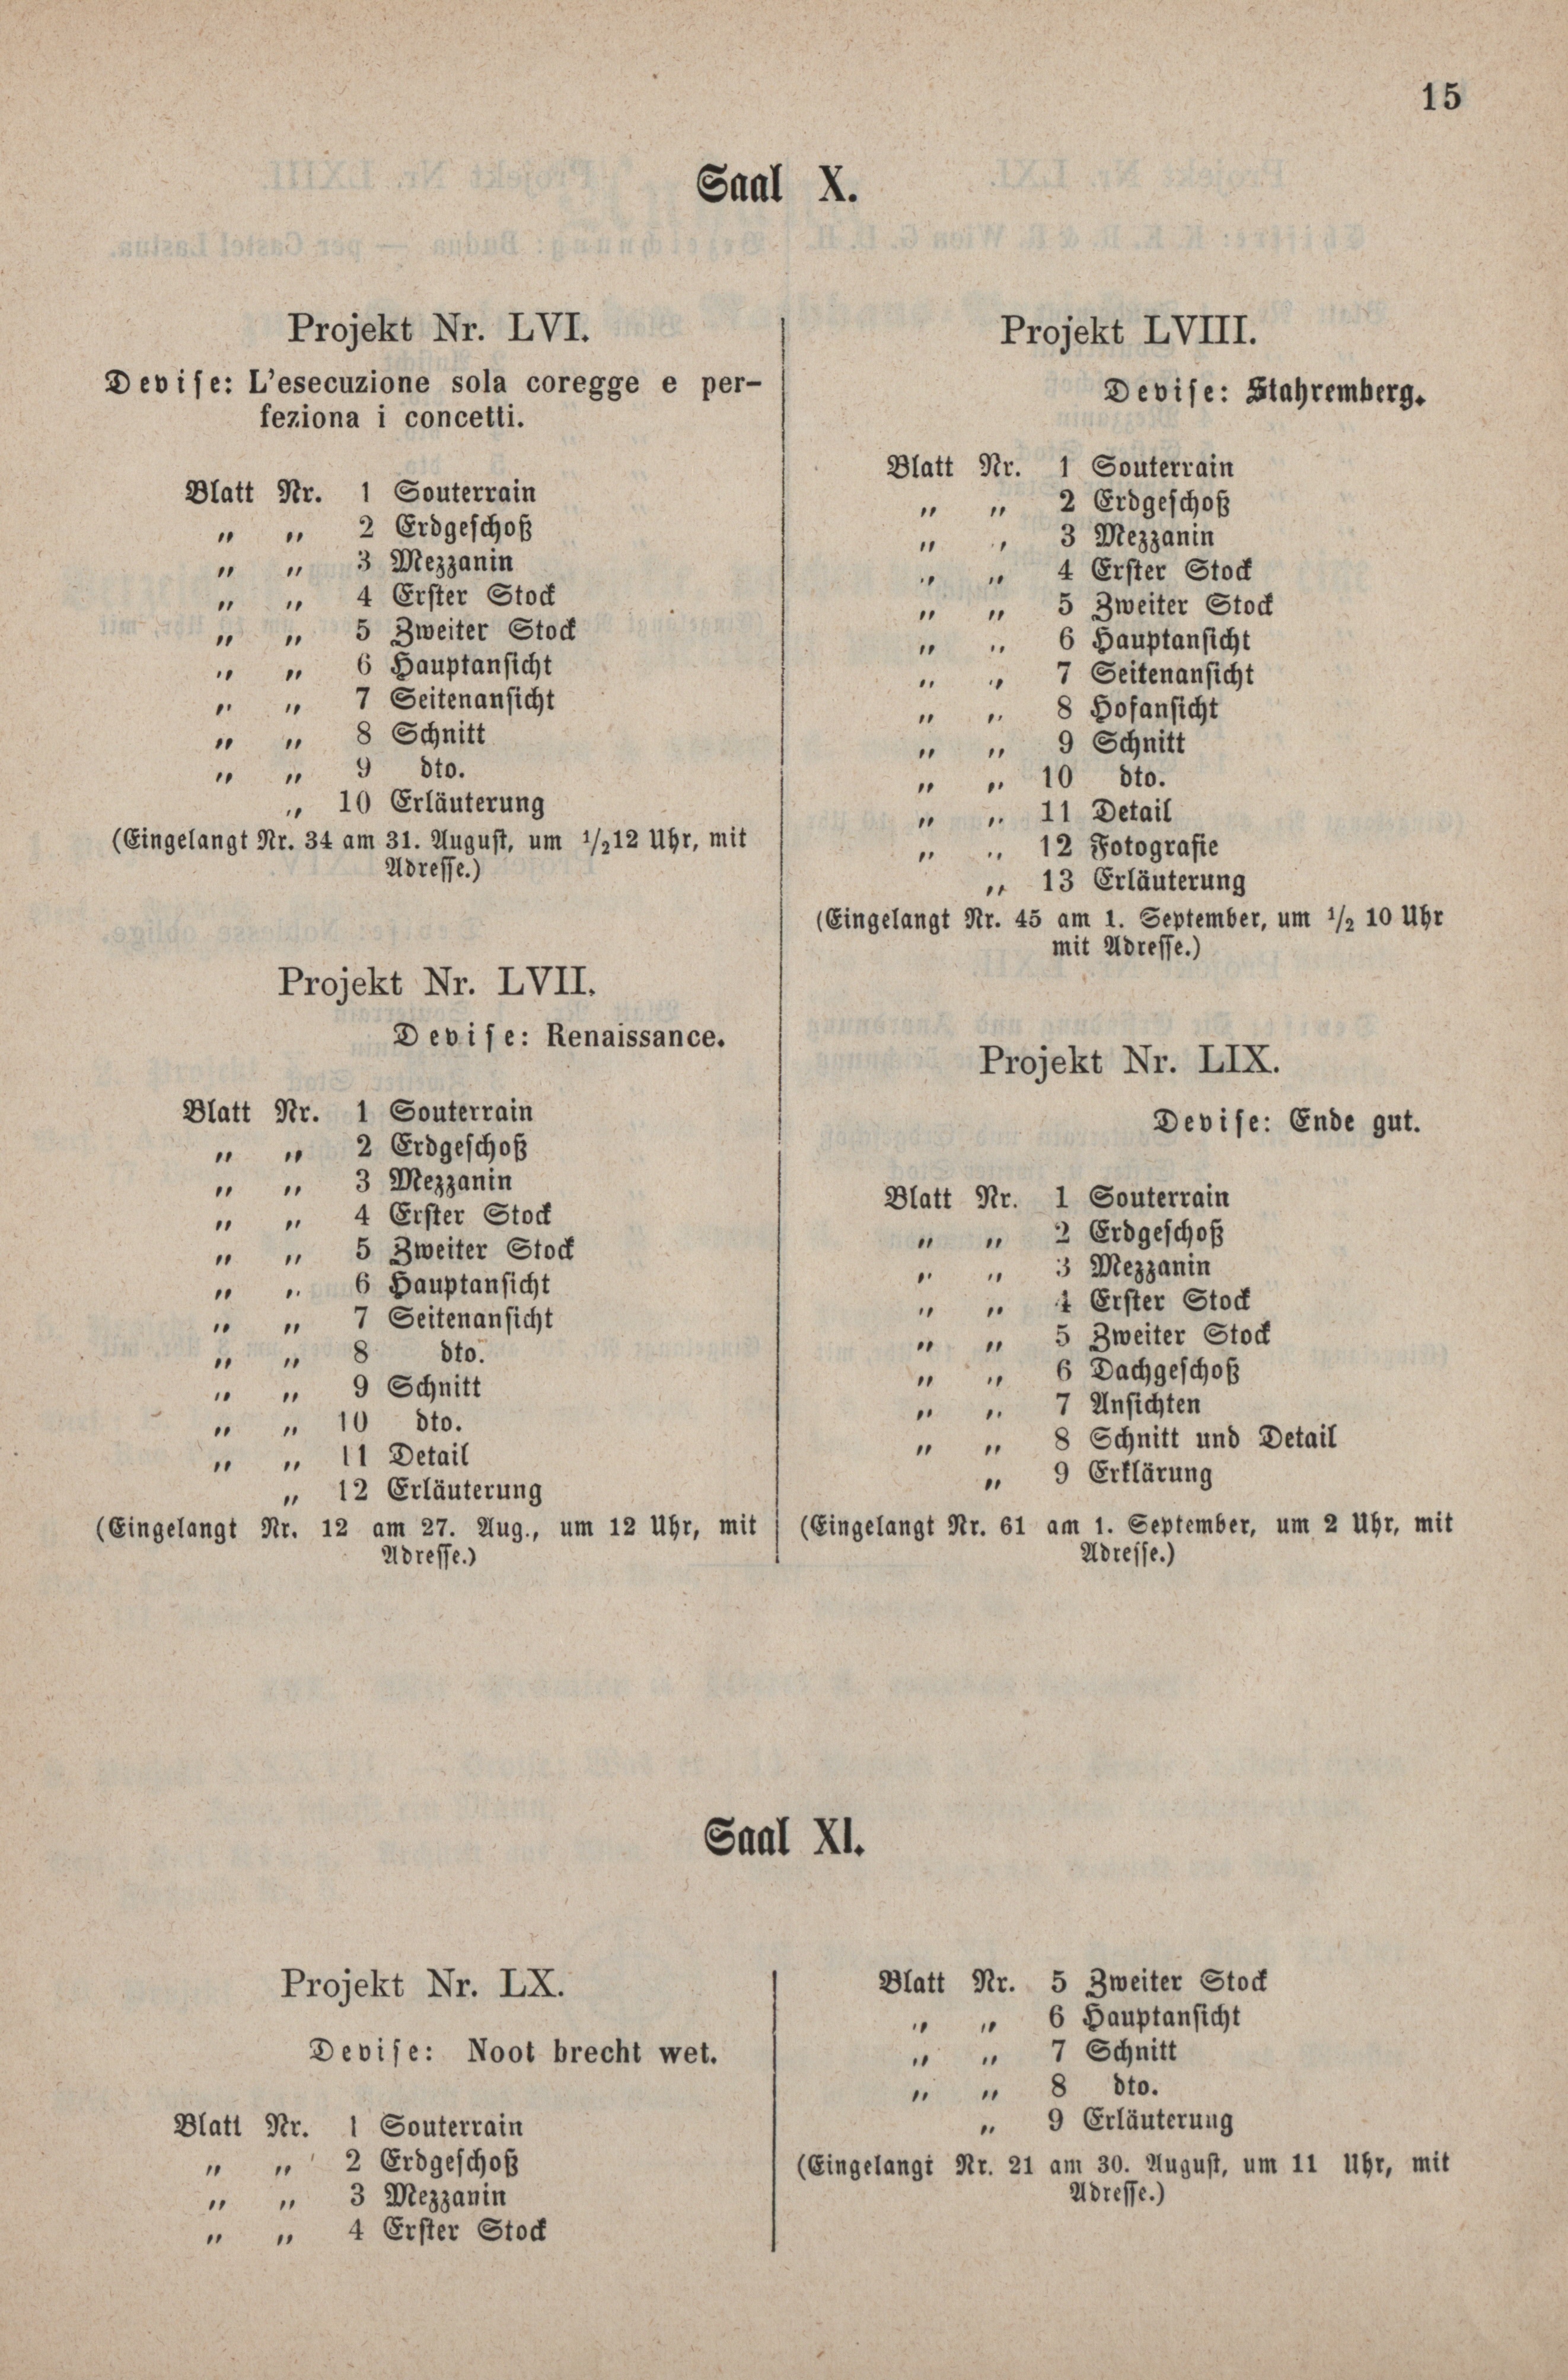 15
Saal X.
Projekt Nr. LVI.
Devise: L'esecuzione sola coregge e per-
feziona i concetti.
Blatt Nr. 1 Souterrain
„ „ 2 Erdgeschoß
„ „ 3 Mezzanin
„ „ 4 Erster Stock
„ „ 5 Zweiter Stock
„ „ 6 Hauptansicht
„ „ 7 Seitenansicht
„ „ 8 Schnitt
„ „ 9 dto.
„ 10 Erläuterung
(Eingelangt Nr. 34 am 31. August, um 1/212 Uhr, mit
Adresse.)
Projekt Nr. LVII.
Devise: Renaissance.
Blatt Nr. 1 Souterrain
„ „ 2 Erdgeschoß
„ „ 3 Mezzanin
„ „ 4 Erster Stock
„ „ 5 Zweiter Stock
„ „ 6 Hauptansicht
„ „ 7 Seitenansicht
„ „ 8 dto.
„ „ 9 Schnitt
„ „ 10 dto.
„ „ 11 Detail
„ 12 Erläuterung
(Eingelangt Nr. 12 am 27. Aug., um 12 Uhr, mit
Adresse.)
Projekt LVIII.
Devise: Stahremberg.
Blatt Nr. 1 Souterrain
„ „ 2 Erdgeschoß
„ „ 3 Mezzanin
„ „ 4 Erster Stock
„ „ 5 Zweiter Stock
„ „ 6 Hauptansicht
„ „ 7 Seitenansicht
„ „ 8 Hofansicht
„ „ 9 Schnitt
„ „ 10 dto.
„ „ 11 Detail
„ „ 12 Fotografie
„ 13 Erläuterung
(Eingelangt Nr. 45 am 1. September, um 1/2 10 Uhr
mit Adresse.)
Projekt Nr. LIX.
Devise: Ende gut.
Blatt Nr. 1 Souterrain
„ „ 2 Erdgeschoß
„ „ 3 Mezzanin
„ „ 4 Erster Stock
„ „ 5 Zweiter Stock
„ „ 6 Dachgeschoß
„ „ 7 Ansichten
„ „ 8 Schnitt und Detail
„ 9 Erklärung
(Eingelangt Nr. 61 am 1. September, um 2 Uhr, mit
Adresse.)
Saal XI.
Projekt Nr. LX.
Devise: Noot brecht wet.
Blatt Nr. 1 Souterrain
„ „ 2 Erdgeschoß
„ „ 3 Mezzanin
„ „ 4 Erster Stock
Blatt Nr. 5 Zweiter Stock
„ „ 6 Hauptansicht
„ „ 7 Schnitt
„ „ 8 dto.
„ 9 Erläuterung
(Eingelangt Nr. 21 am 30. August, um 11 Uhr, mit
Adresse.)